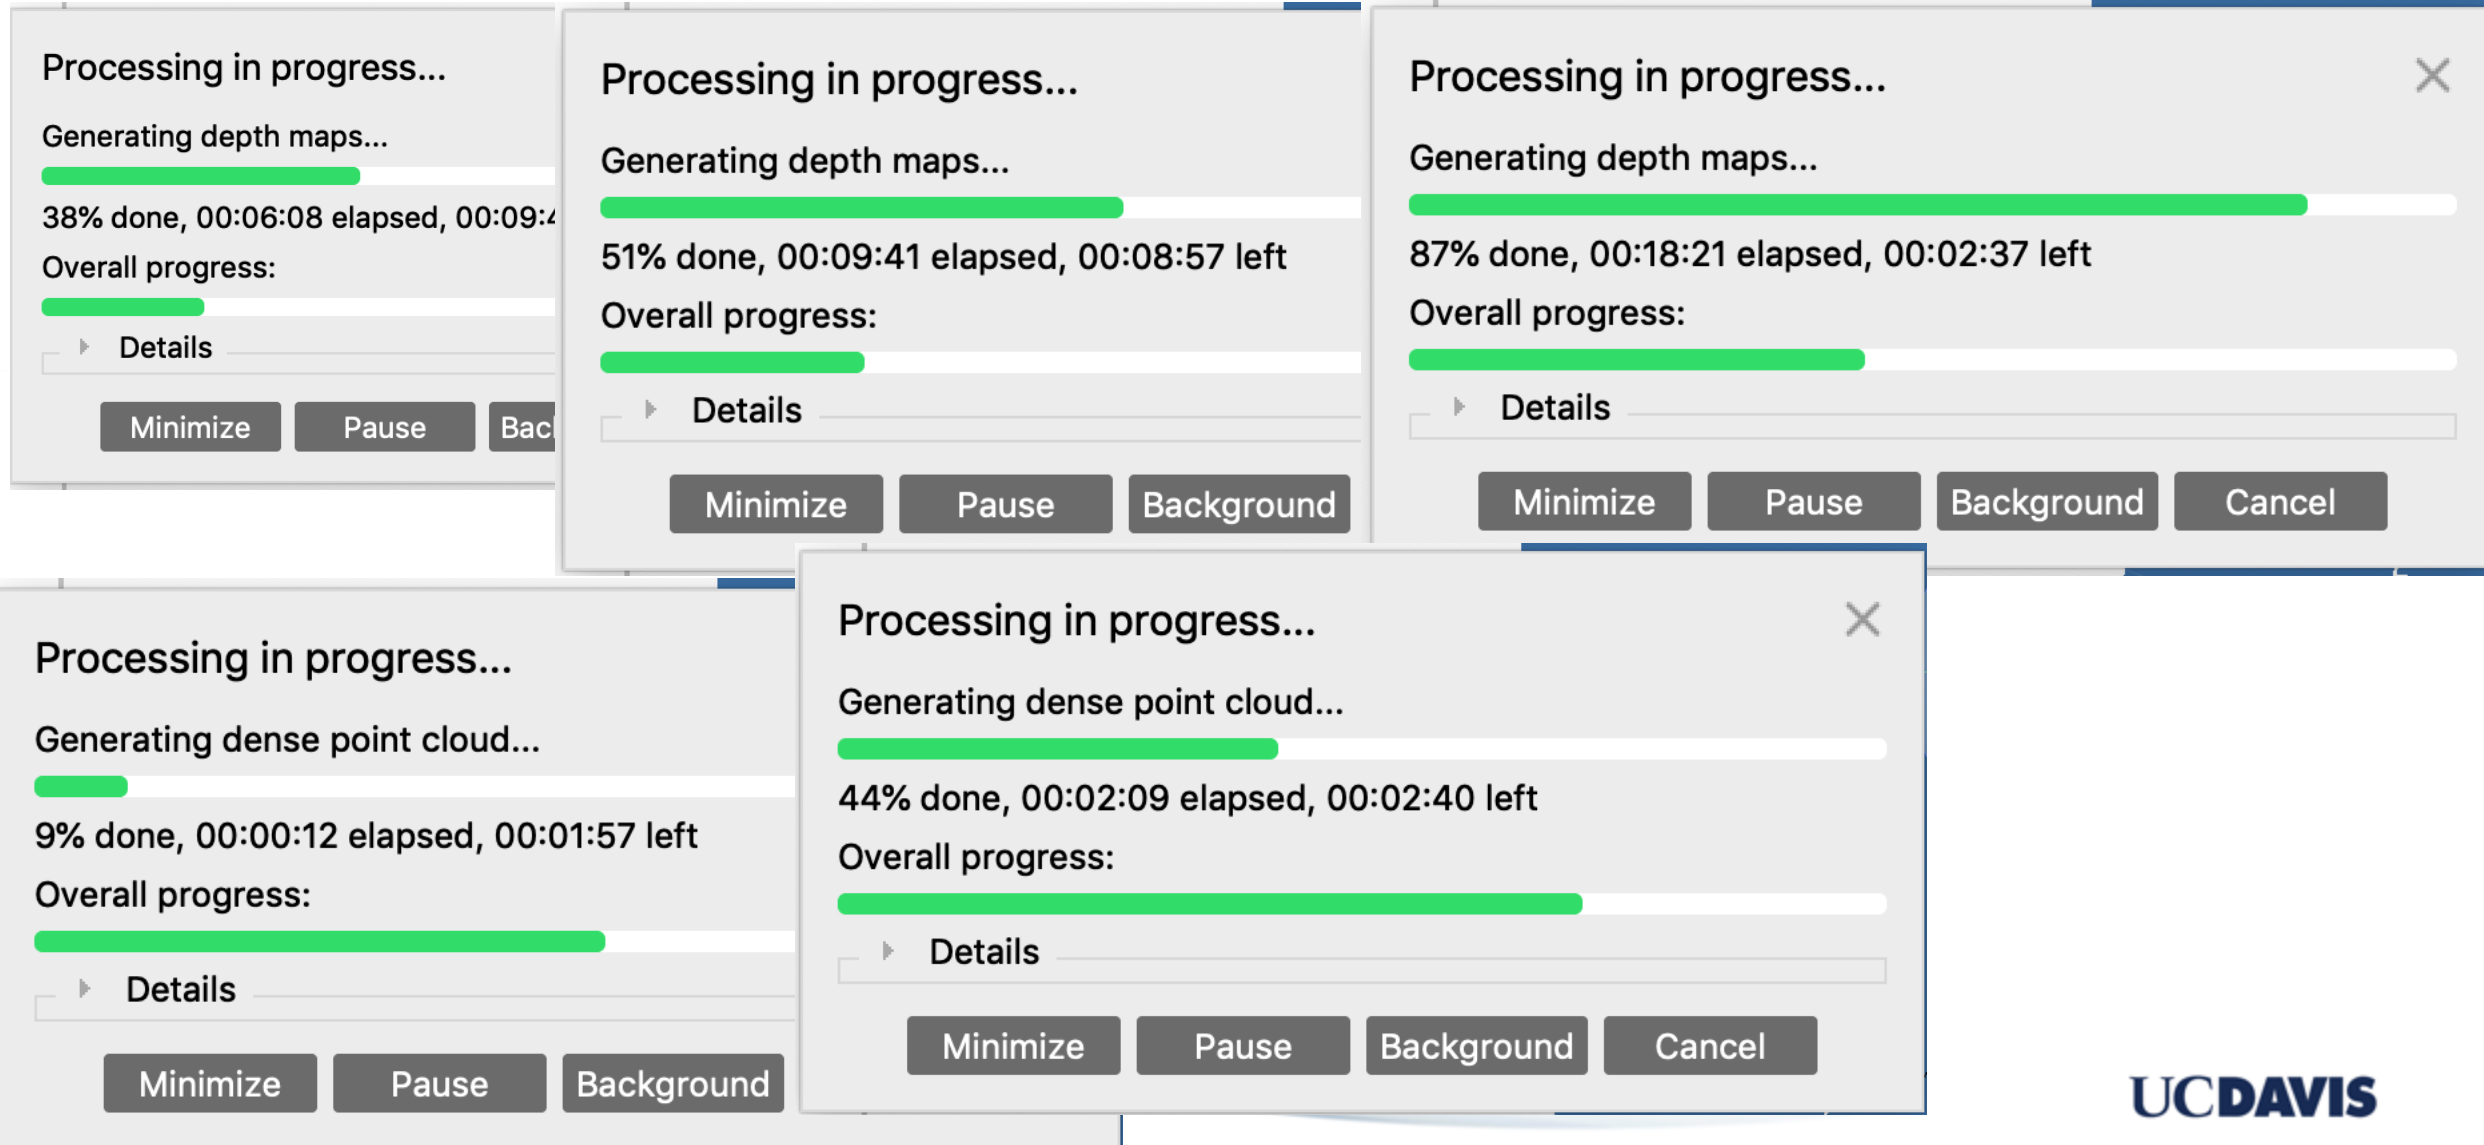 Processing in progress...
Generating depth maps...
38% done, 00:06:08 elapsed, 00:09:
Overall progress:
Details
Minimize
Pause
Bac
Processing in progress...
Generating depth maps...
51% done, 00:09:41 elapsed, 00:08:57 left
Overall progress:
Details
Minimize
Pause
Background
Processing in progress...
Generating depth maps...
87% done, 00:18:21 elapsed, 00:02:37 left
Overall progress:
Details
Minimize
Pause
Background
Cancel
Processing in progress...
Generating dense point cloud...
9% done, 00:00:12 elapsed, 00:01:57 left
Overall progress:
Details
Minimize
Pause
Background
Processing in progress...
Generating dense point cloud...
44% done, 00:02:09 elapsed, 00:02:40 left
Overall progress:
Details
Minimize
Pause
Background
Cancel
UCDAVIS